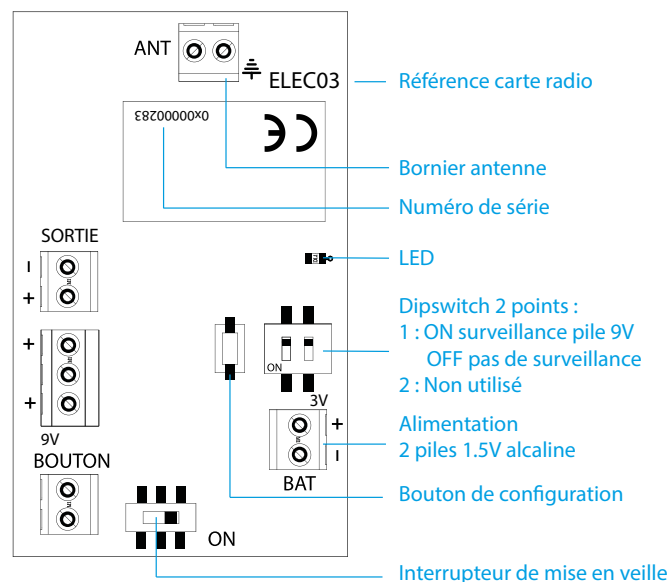 ANT
ELEC03
Référence carte radio
0x00000283
CE
Bornier antenne
Numéro de série
SORTIE
-
+
LED
Dipswitch 2 points :
1 : ON surveillance pile 9V
OFF pas de surveillance
2 : Non utilisé
ON
+
+
9V
3V
+
-
BAT
Alimentation
2 piles 1.5V alcaline
BOUTON
Bouton de configuration
ON
Interrupteur de mise en veille